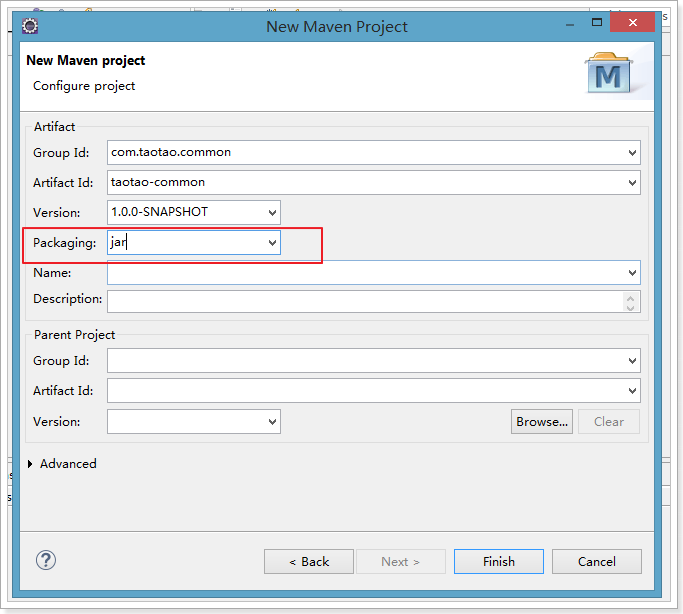 New Maven Project
New Maven project
Configure project
M
Artifact
Group Id: com.taotao.common
Artifact Id: taotao-common
Version: 1.0.0-SNAPSHOT
Packaging: jar
Name:
Description:
Parent Project
Group Id:
Artifact Id:
Version: Browse... Clear
Advanced
? < Back Next > Finish Cancel